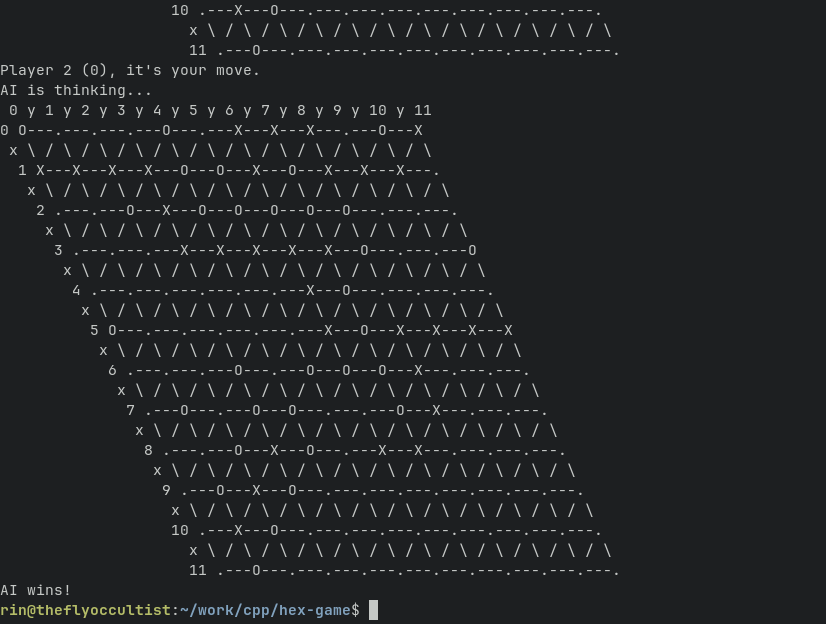 10 .---X---O---.---.---.---.---.---.---.---.---.
                     x \ / \ / \ / \ / \ / \ / \ / \ / \ / \ / \ / \
                     11 .---O---.---.---.---.---.---.---.---.---.---.
Player 2 (O), it's your move.
AI is thinking...
 0 y 1 y 2 y 3 y 4 y 5 y 6 y 7 y 8 y 9 y 10 y 11
0 O---.---.---.---O---.---X---X---X---.---O---X
 x \ / \ / \ / \ / \ / \ / \ / \ / \ / \ / \ / \
  1 X---X---X---X---O---O---X---O---X---X---X---.
   x \ / \ / \ / \ / \ / \ / \ / \ / \ / \ / \ / \
    2 .---.---O---X---O---O---O---O---O---.---.---.
     x \ / \ / \ / \ / \ / \ / \ / \ / \ / \ / \ / \
      3 .---.---.---X---X---X---X---X---O---.---.---O
       x \ / \ / \ / \ / \ / \ / \ / \ / \ / \ / \ / \
        4 .---.---.---.---.---.---X---O---.---.---.---.
         x \ / \ / \ / \ / \ / \ / \ / \ / \ / \ / \ / \
          5 O---.---.---.---.---.---X---O---X---X---X---X
           x \ / \ / \ / \ / \ / \ / \ / \ / \ / \ / \ / \
            6 .---.---.---O---.---O---O---O---X---.---.---.
             x \ / \ / \ / \ / \ / \ / \ / \ / \ / \ / \ / \
              7 .---O---.---O---O---.---.---O---X---.---.---.
               x \ / \ / \ / \ / \ / \ / \ / \ / \ / \ / \ / \
                8 .---.---O---X---O---.---X---X---.---.---.---.
                 x \ / \ / \ / \ / \ / \ / \ / \ / \ / \ / \ / \
                  9 .---O---X---O---.---.---.---.---.---.---.---.
                   x \ / \ / \ / \ / \ / \ / \ / \ / \ / \ / \ / \
                   10 .---X---O---.---.---.---.---.---.---.---.---.
                     x \ / \ / \ / \ / \ / \ / \ / \ / \ / \ / \ / \
                     11 .---O---.---.---.---.---.---.---.---.---.---.
AI wins!
rin@theflyoccultist:~/work/cpp/hex-game$